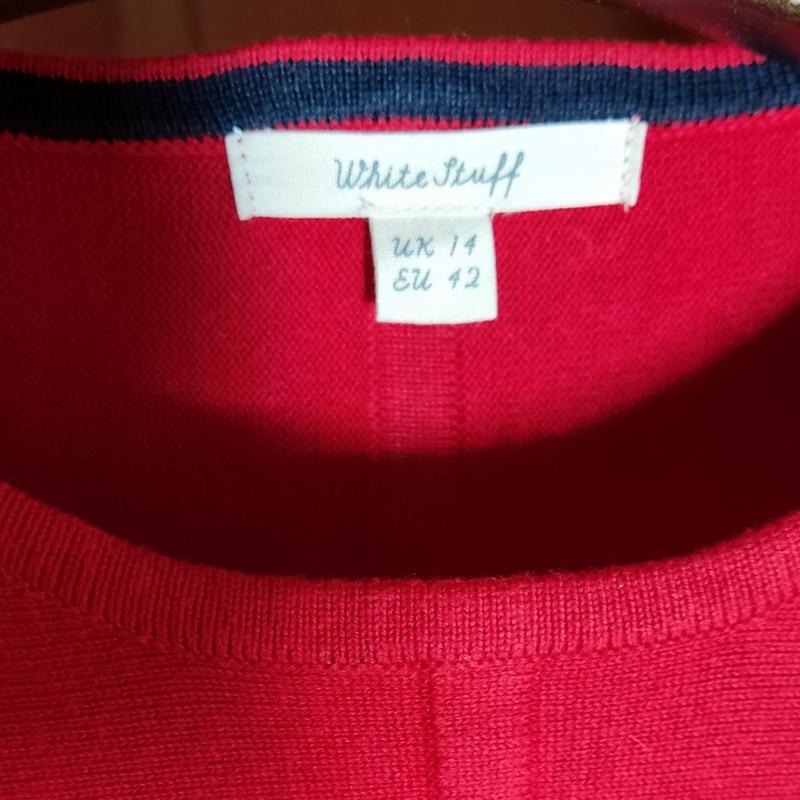 White Stuff
UK 14
EU 42